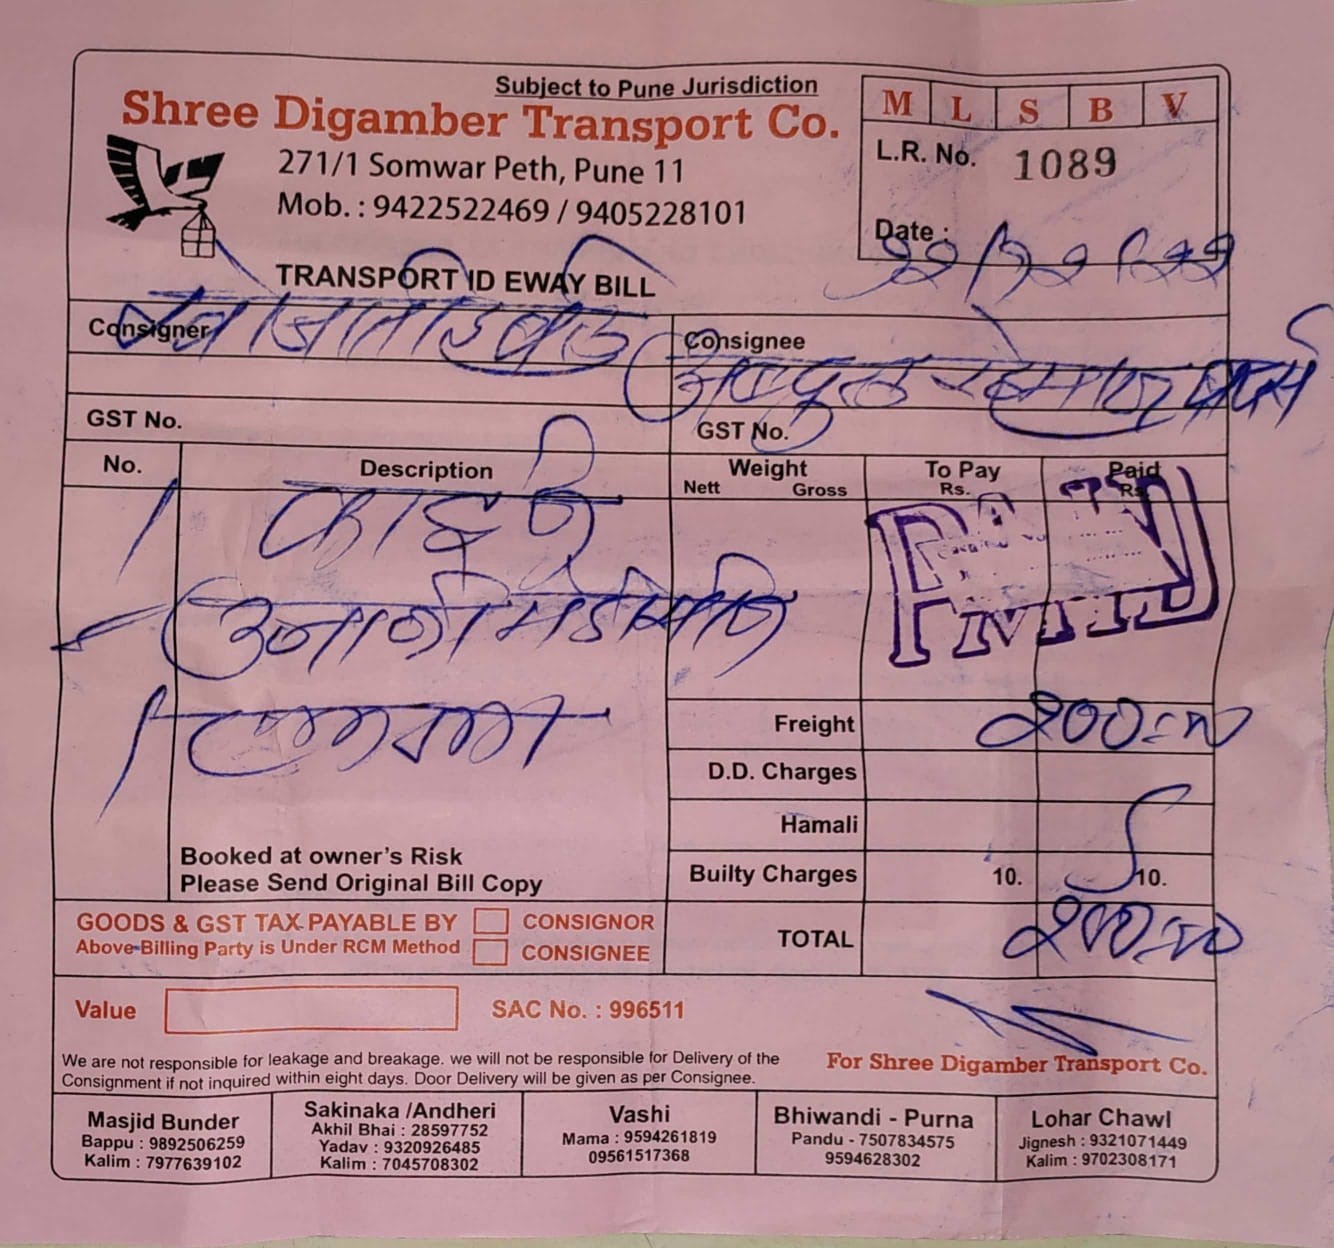 Subject to Pune Jurisdiction
Shree Digamber Transport Co.
271/1 Somwar Peth, Pune 11
Mob. : 9422522469 / 9405228101
TRANSPORT ID EWAY BILL
M L S B V
L.R. No. 1089
Date :
Consigner
Consignee
GST No.
GST No.
No. Description Weight Nett Gross To Pay Rs. Paid Rs.
PAID
Freight २००=००
D.D. Charges
Hamali
Builty Charges 10. 10.
TOTAL २००=००
Booked at owner's Risk
Please Send Original Bill Copy
GOODS & GST TAX PAYABLE BY CONSIGNOR
Above Billing Party is Under RCM Method CONSIGNEE
Value SAC No. : 996511
We are not responsible for leakage and breakage. we will not be responsible for Delivery of the
Consignment if not inquired within eight days. Door Delivery will be given as per Consignee.
For Shree Digamber Transport Co.
Masjid Bunder
Bappu : 9892506259
Kalim : 7977639102
Sakinaka /Andheri
Akhil Bhai : 28597752
Yadav : 9320926485
Kalim : 7045708302
Vashi
Mama : 9594261819
09561517368
Bhiwandi - Purna
Pandu - 7507834575
9594628302
Lohar Chawl
Jignesh : 9321071449
Kalim : 9702308171